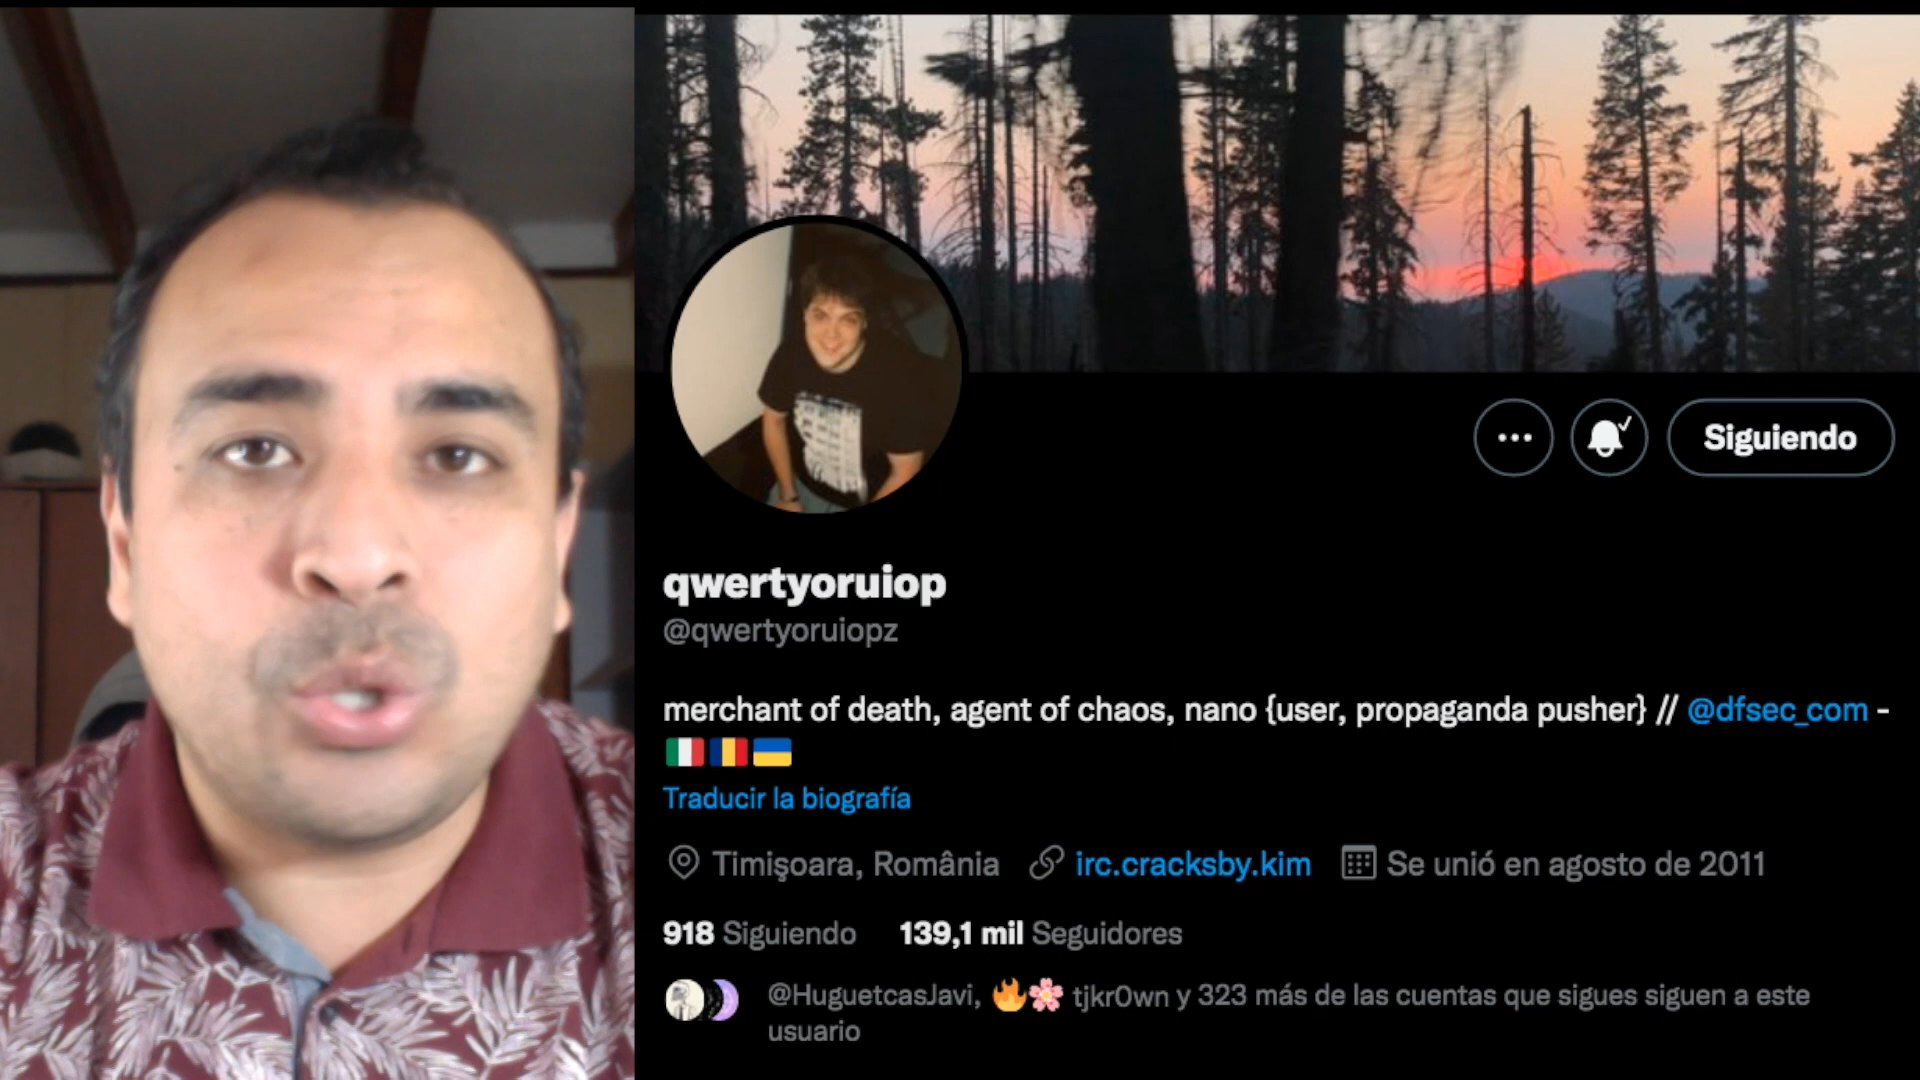 Siguiendo
qwertyoruiop
@qwertyoruiopz
merchant of death, agent of chaos, nano {user, propaganda pusher} // @dfsec_com -
🇮🇹🇷🇴🇺🇦
Traducir la biografía
Timişoara, România irc.cracksby.kim Se unió en agosto de 2011
918 Siguiendo 139,1 mil Seguidores
@HuguetcasJavi, 🔥🌸 tjkr0wn y 323 más de las cuentas que sigues siguen a este
usuario